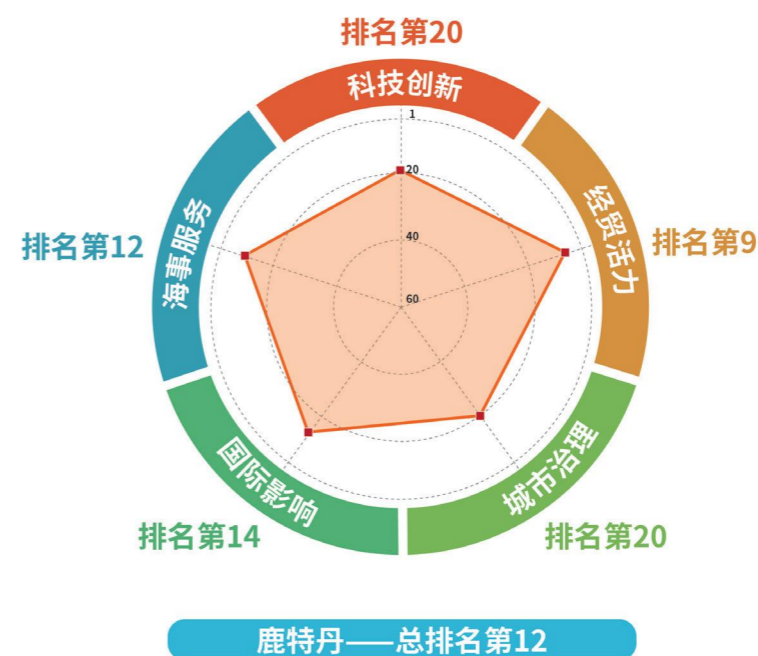 排名第20
科技创新
1
20
40
60
经贸活力
排名第9
海事服务
排名第12
国际影响
排名第14
城市治理
排名第20
鹿特丹——总排名第12